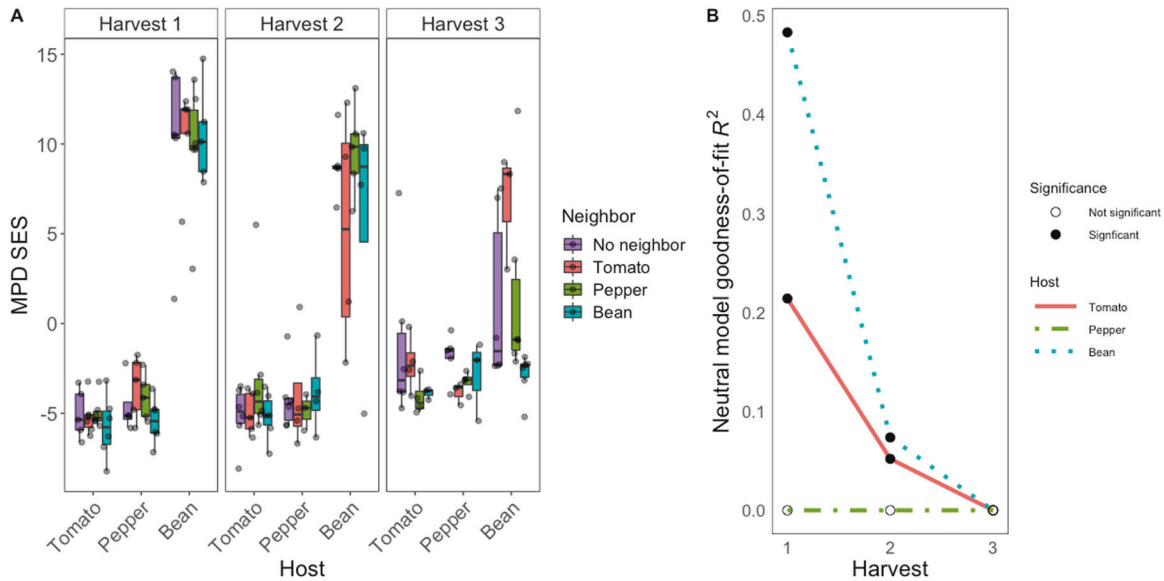 A
Harvest 1
Harvest 2
Harvest 3
MPD SES
15
10
5
0
−5
Tomato
Pepper
Bean
Tomato
Pepper
Bean
Tomato
Pepper
Bean
Host
Neighbor
No neighbor
Tomato
Pepper
Bean
B
Neutral model goodness-of-fit R²
0.5
0.4
0.3
0.2
0.1
0.0
1
2
3
Harvest
Significance
Not significant
Signficant
Host
Tomato
Pepper
Bean